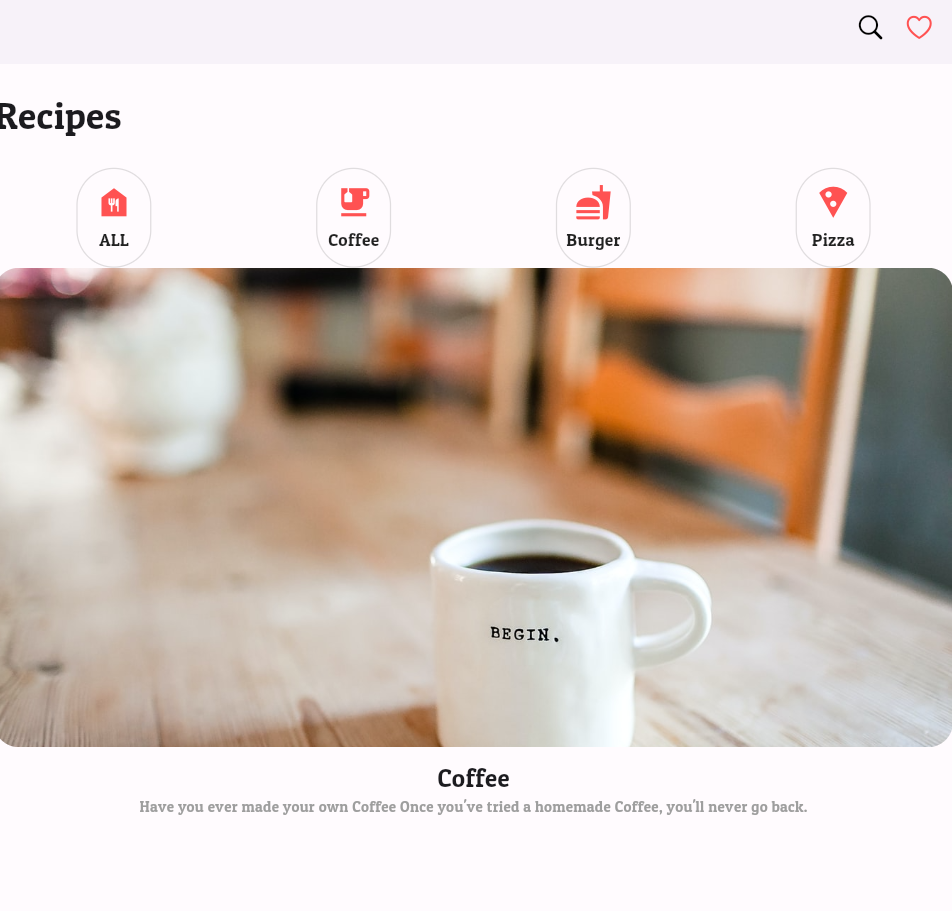 Recipes
ALL
Coffee
Burger
Pizza
BEGIN.
Coffee
Have you ever made your own Coffee Once you've tried a homemade Coffee, you'll never go back.